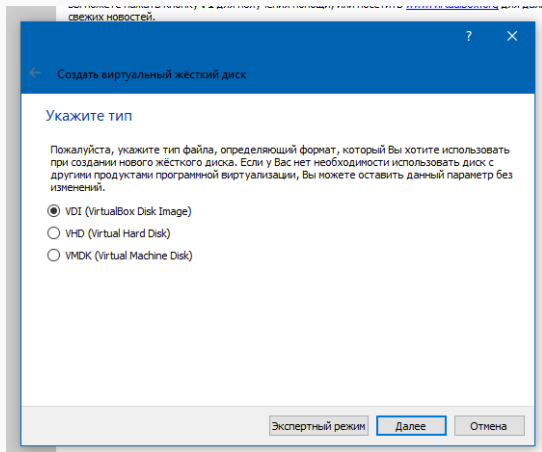 свежих новостей.
?
Создать виртуальный жёсткий диск
Укажите тип
Пожалуйста, укажите тип файла, определяющий формат, который Вы хотите использовать
при создании нового жёсткого диска. Если у Вас нет необходимости использовать диск с
другими продуктами программной виртуализации, Вы можете оставить данный параметр без
изменений.
VDI (VirtualBox Disk Image)
VHD (Virtual Hard Disk)
VMDK (Virtual Machine Disk)
Экспертный режим Далее Отмена